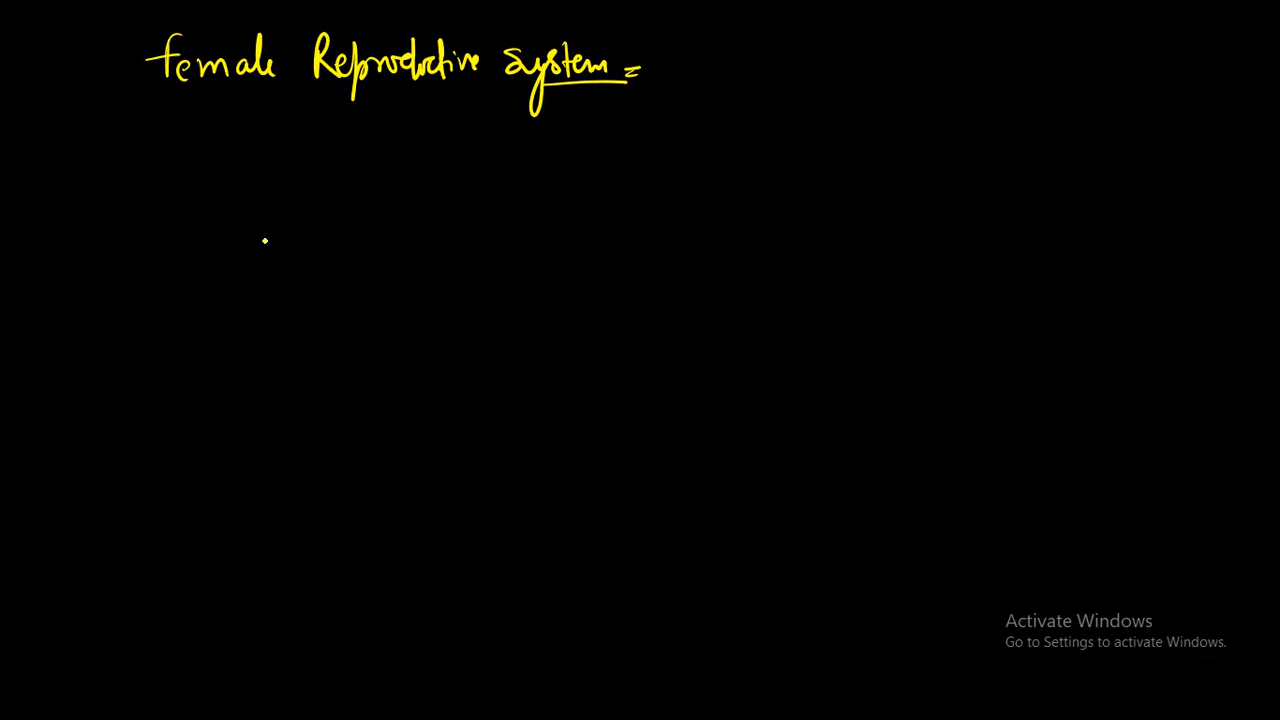 female Reproductive system =
Activate Windows
Go to Settings to activate Windows.